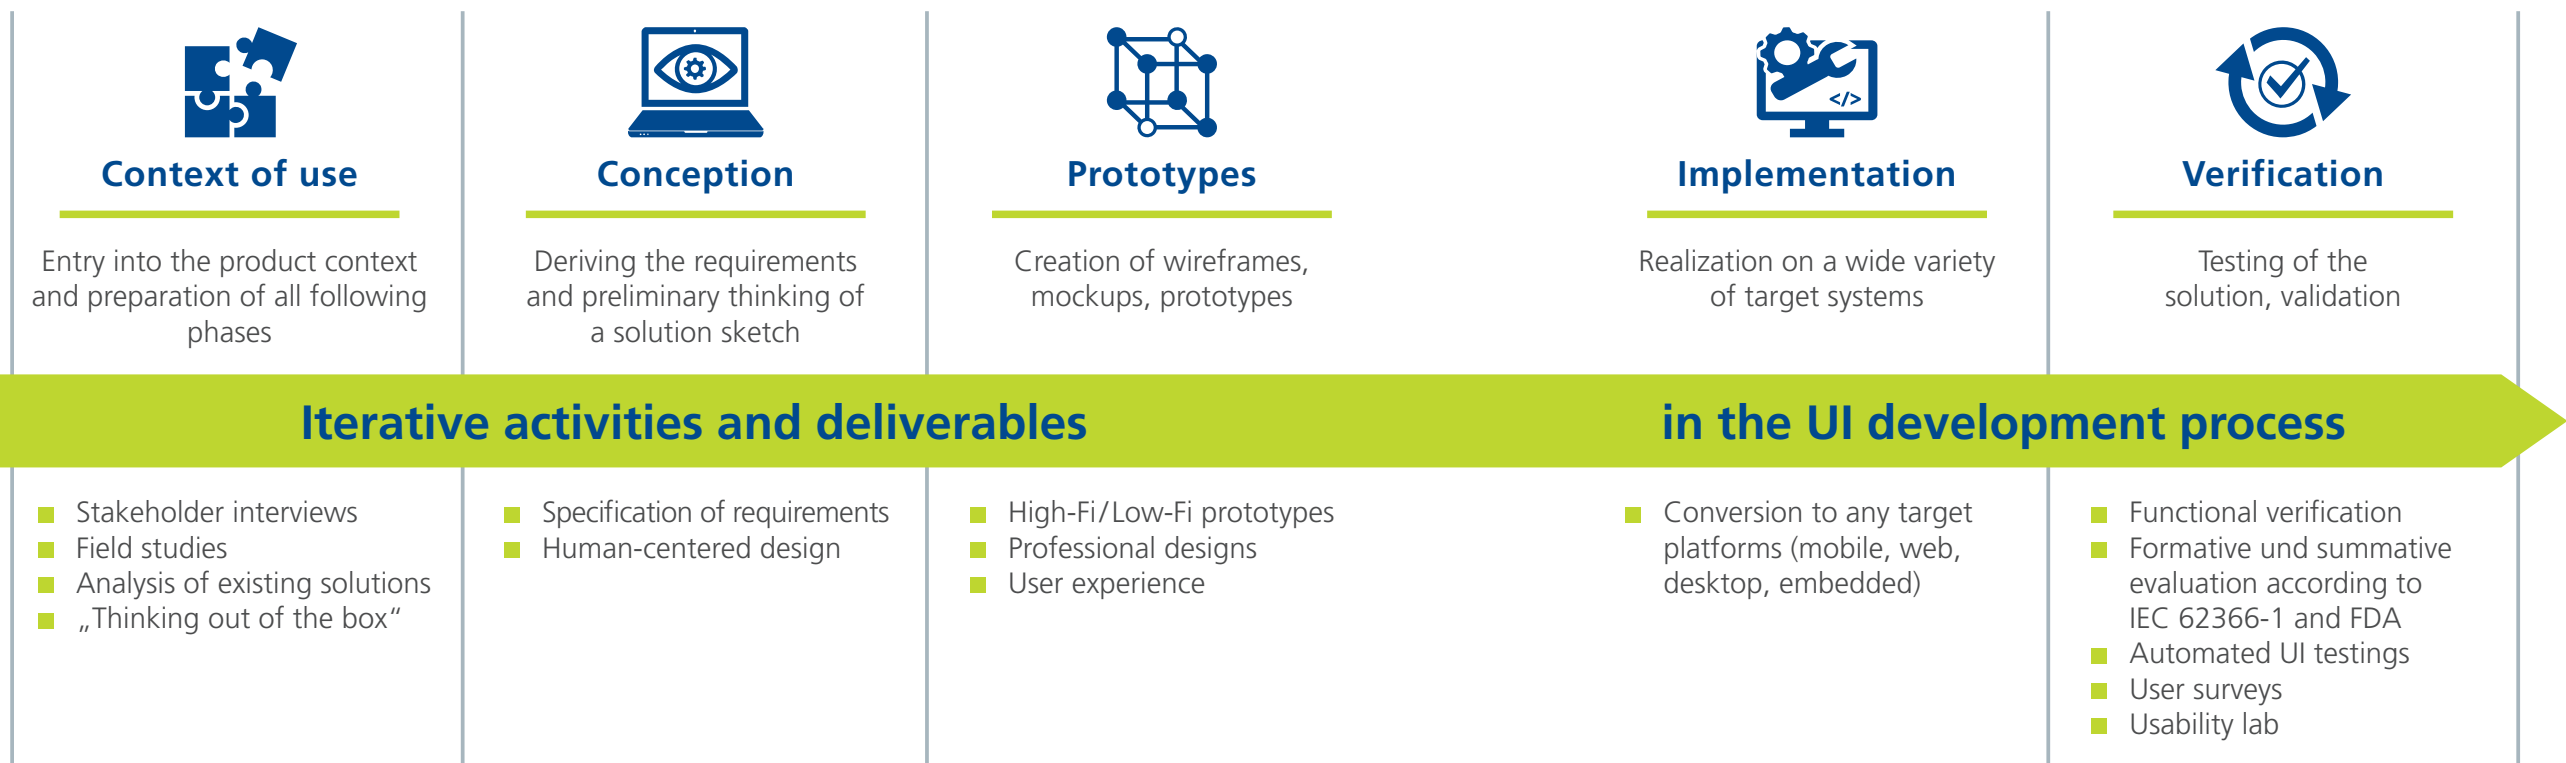 Context of use
Entry into the product context
and preparation of all following
phases
Conception
Deriving the requirements
and preliminary thinking of
a solution sketch
Prototypes
Creation of wireframes,
mockups, prototypes
</>
Implementation
Realization on a wide variety
of target systems
Verification
Testing of the
solution, validation
Iterative activities and deliverables
in the UI development process
Stakeholder interviews
Field studies
Analysis of existing solutions
„Thinking out of the box“
Specification of requirements
Human-centered design
High-Fi/Low-Fi prototypes
Professional designs
User experience
Conversion to any target
platforms (mobile, web,
desktop, embedded)
Functional verification
Formative und summative
evaluation according to
IEC 62366-1 and FDA
Automated UI testings
User surveys
Usability lab